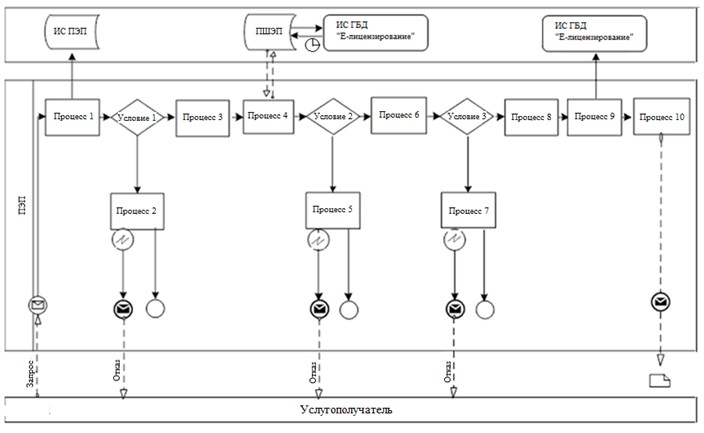 ИС ПЭП
ПШЭП
ИС ГБД
"Е-лицензирование"
ИС ГБД
"Е-лицензирование"
ПЭП
Процесс 1
Условие 1
Процесс 3
Процесс 4
Условие 2
Процесс 6
Условие 3
Процесс 8
Процесс 9
Процесс 10
Процесс 2
Процесс 5
Процесс 7
Запрос
Отказ
Отказ
Отказ
Услугополучатель